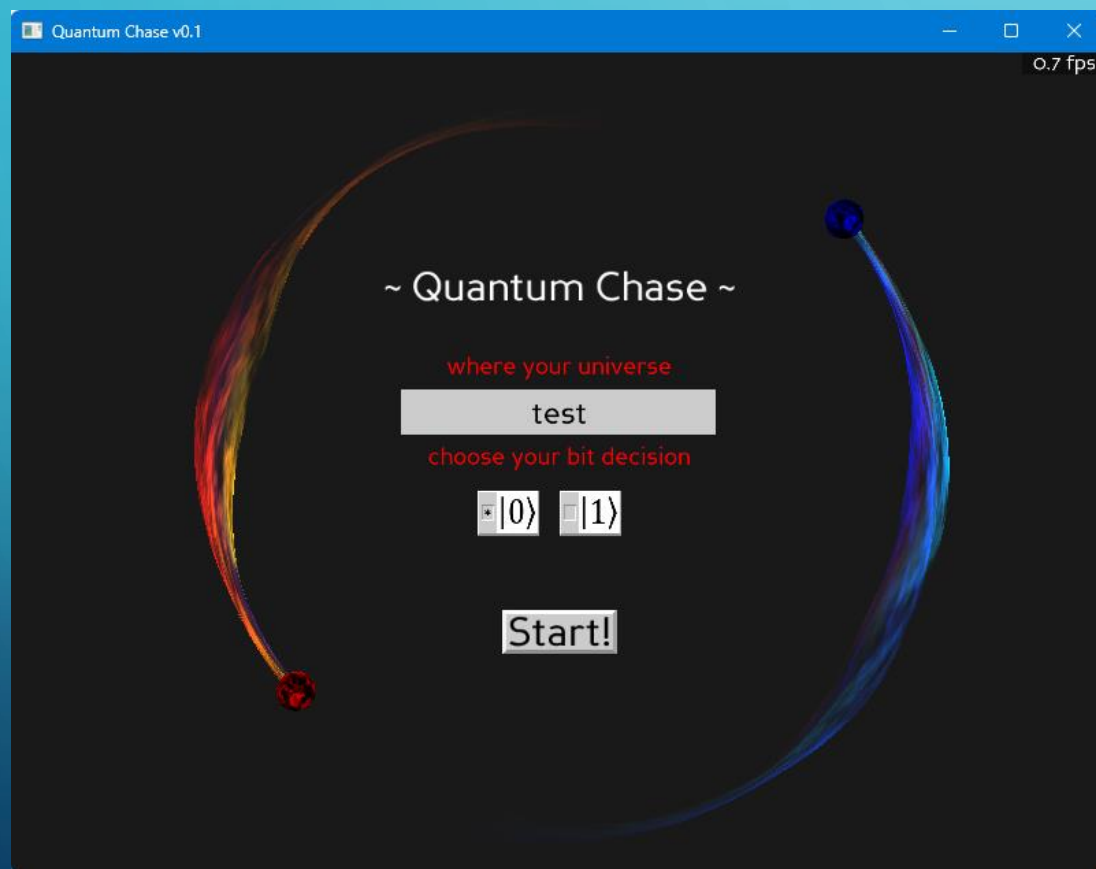 Quantum Chase v0.1
0.7 fps
~ Quantum Chase ~
where your universe
test
choose your bit decision
* |0⟩ |1⟩
Start!